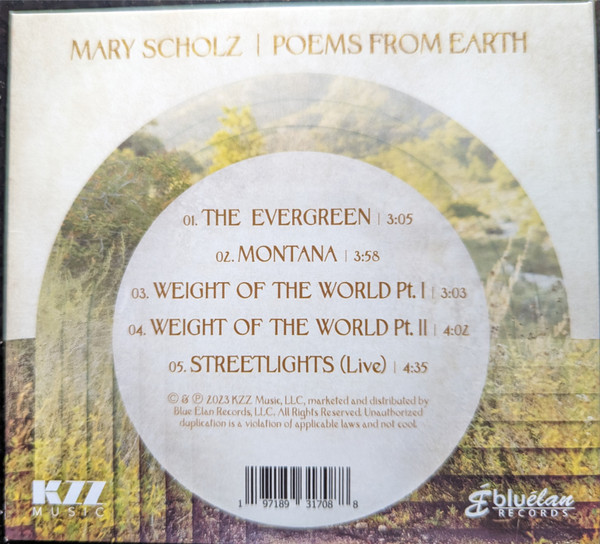 MARY SCHOLZ | POEMS FROM EARTH
01. THE EVERGREEN | 3:05
02. MONTANA | 3:58
03. WEIGHT OF THE WORLD Pt. I | 3:03
04. WEIGHT OF THE WORLD Pt. II | 4:02
05. STREETLIGHTS (Live) | 4:35
© & ℗ 2023 KZZ Music, LLC, marketed and distributed by
Blue Élan Records, LLC. All Rights Reserved. Unauthorized
duplication is a violation of applicable laws and not cool.
1 97189 31708 8
KZZ
MUSIC
bluélan
RECORDS